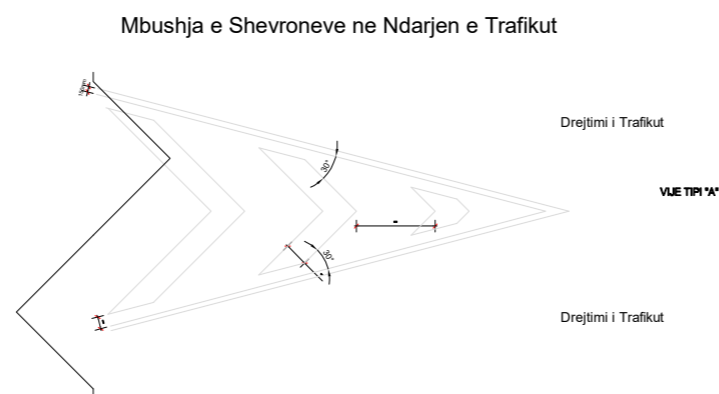 Mbushja e Shevroneve ne Ndarjen e Trafikut
Drejtimi i Trafikut
30°
VIJE TIPI "A"
30°
Drejtimi i Trafikut